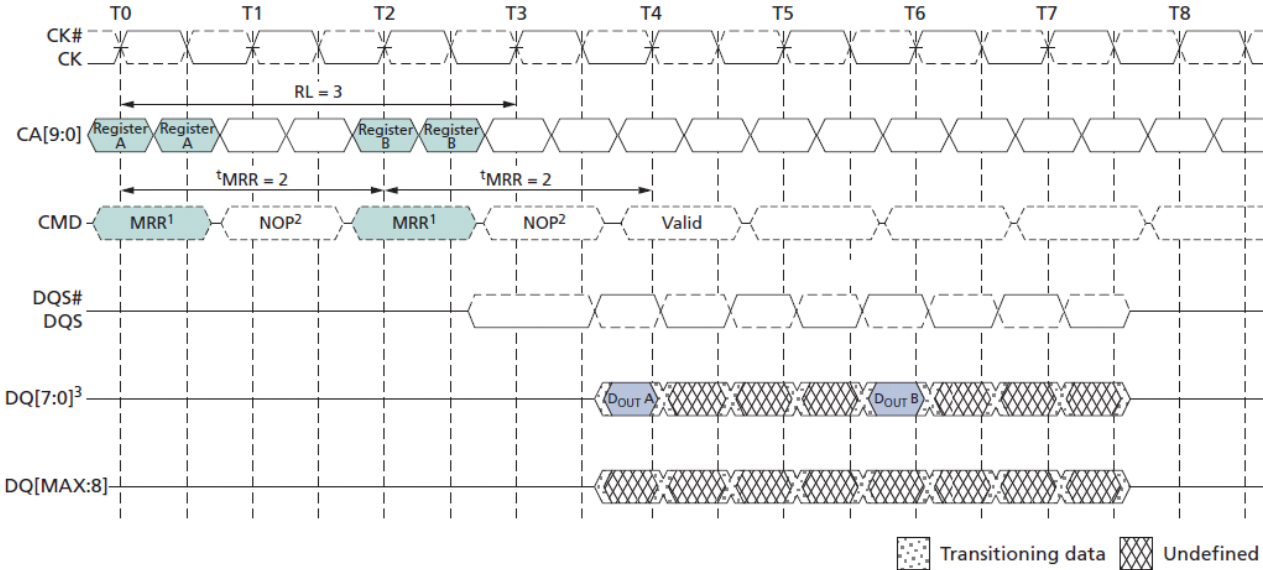 T0 T1 T2 T3 T4 T5 T6 T7 T8
CK#
CK
RL = 3
CA[9:0] Register A Register A Register B Register B
tMRR = 2 tMRR = 2
CMD MRR1 NOP2 MRR1 NOP2 Valid
DQS#
DQS
DQ[7:0]3 DOUT A DOUT B
DQ[MAX:8]
Transitioning data Undefined